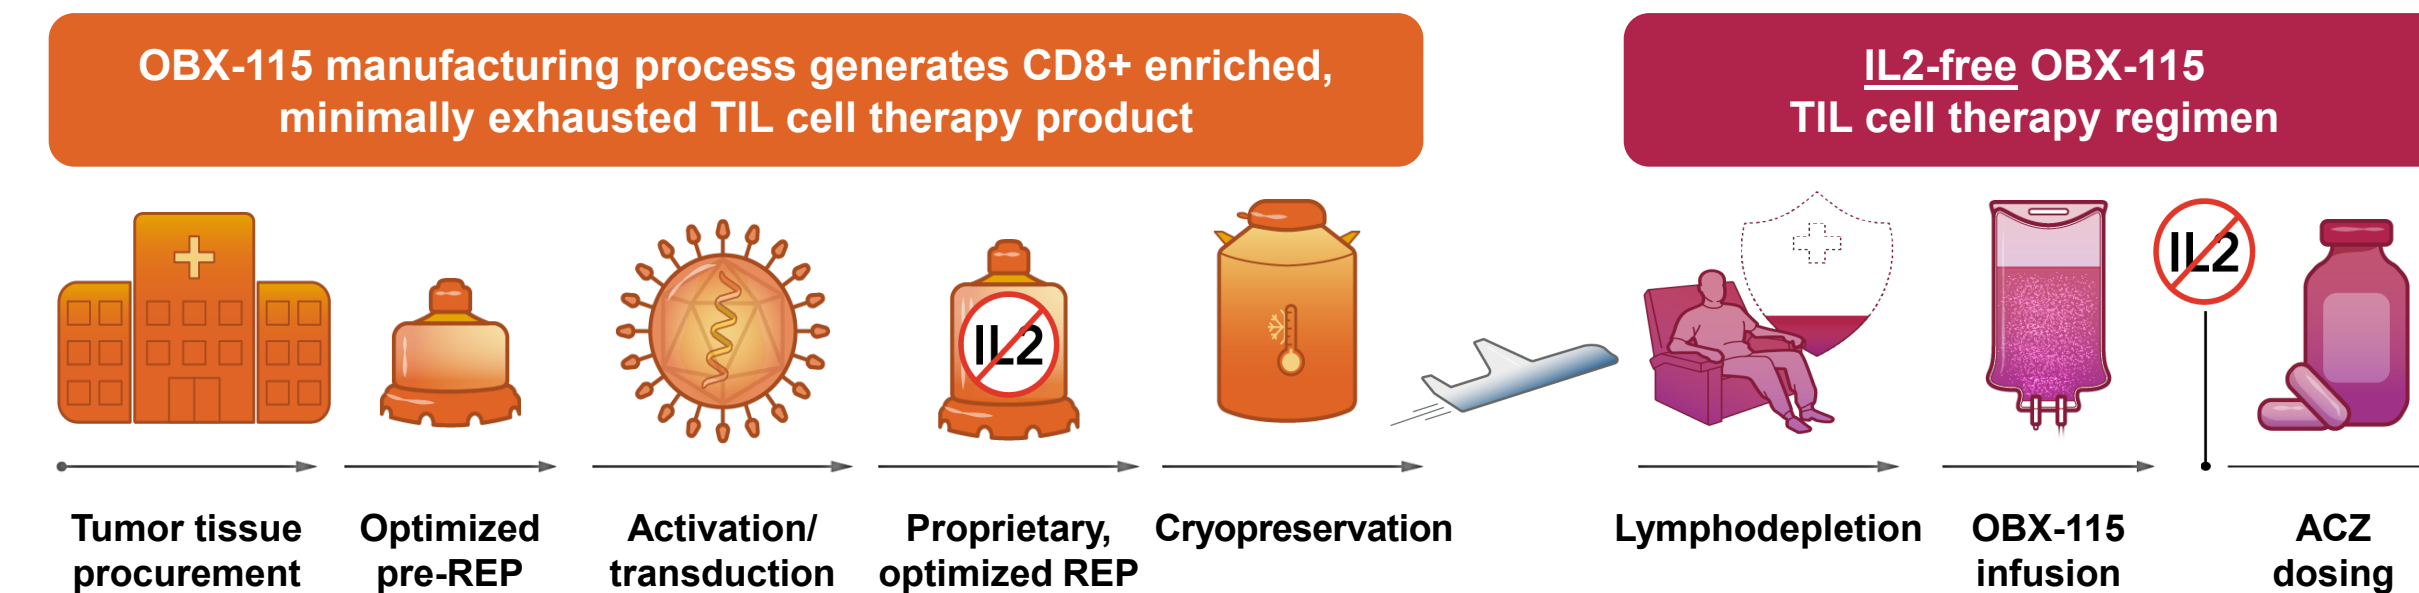 OBX-115 manufacturing process generates CD8+ enriched,
minimally exhausted TIL cell therapy product
IL2-free OBX-115
TIL cell therapy regimen
IL2
IL2
Tumor tissue
procurement
Optimized
pre-REP
Activation/
transduction
Proprietary,
optimized REP
Cryopreservation
Lymphodepletion
OBX-115
infusion
ACZ
dosing